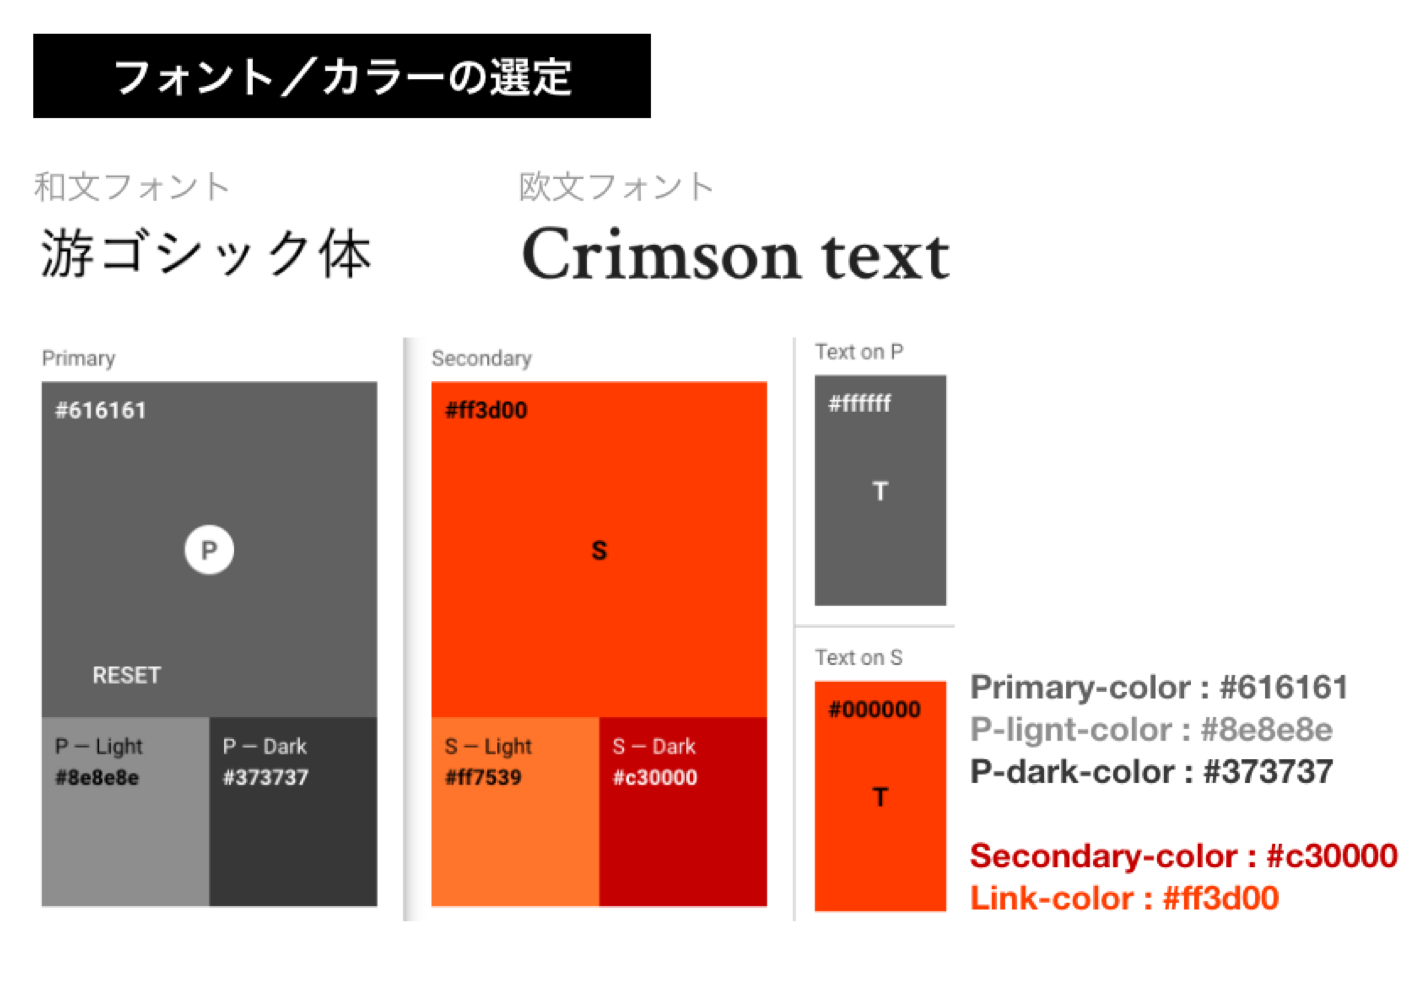 フォント／カラーの選定
和文フォント
游ゴシック体
欧文フォント
Crimson text
Primary
#616161
P
RESET
P — Light
#8e8e8e
P — Dark
#373737
Secondary
#ff3d00
S
S — Light
#ff7539
S — Dark
#c30000
Text on P
#ffffff
T
Text on S
#000000
T
Primary-color : #616161
P-lignt-color : #8e8e8e
P-dark-color : #373737
Secondary-color : #c30000
Link-color : #ff3d00